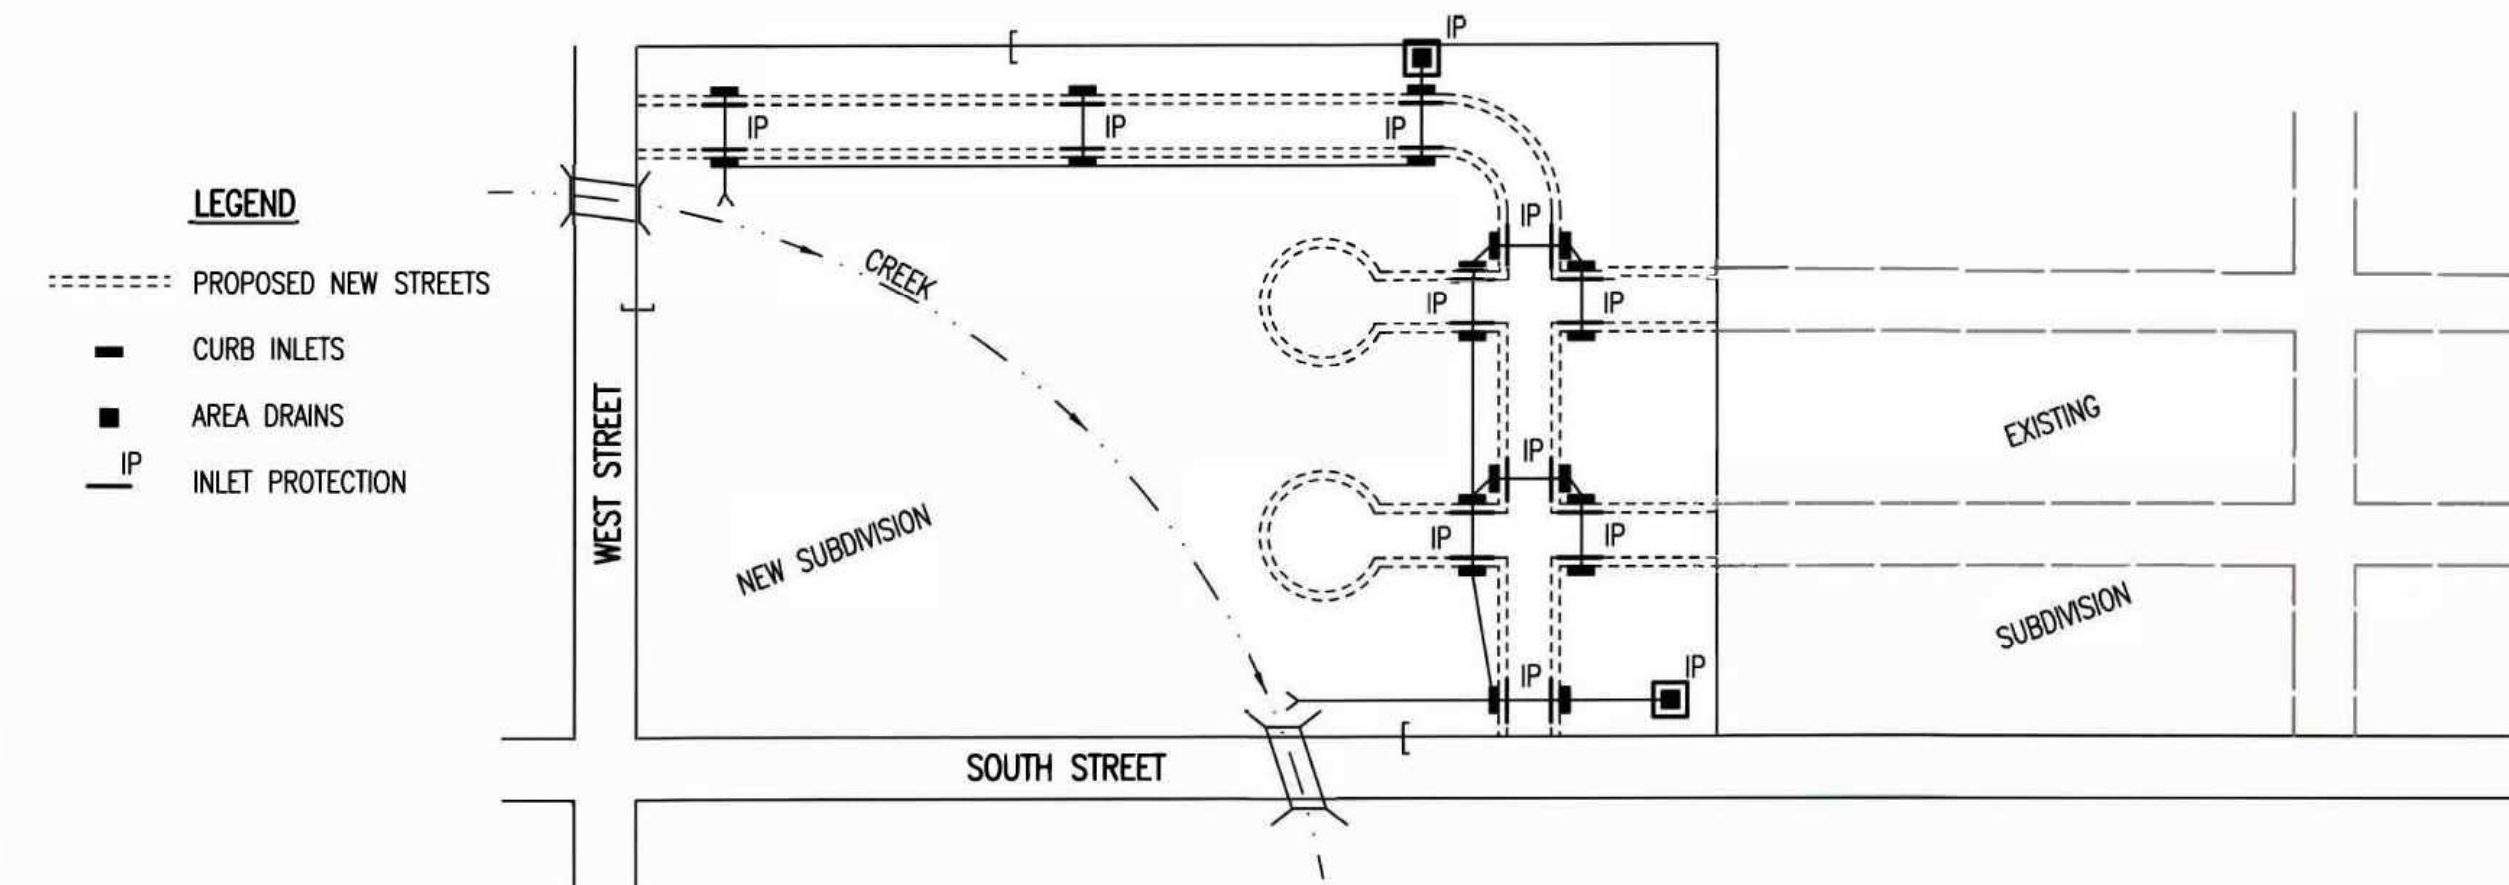 IP
IP
IP
IP
LEGEND
PROPOSED NEW STREETS
CURB INLETS
AREA DRAINS
IP
INLET PROTECTION
WEST STREET
CREEK
NEW SUBDIVISION
SOUTH STREET
IP
IP
IP
IP
IP
IP
IP
IP
EXISTING
SUBDIVISION